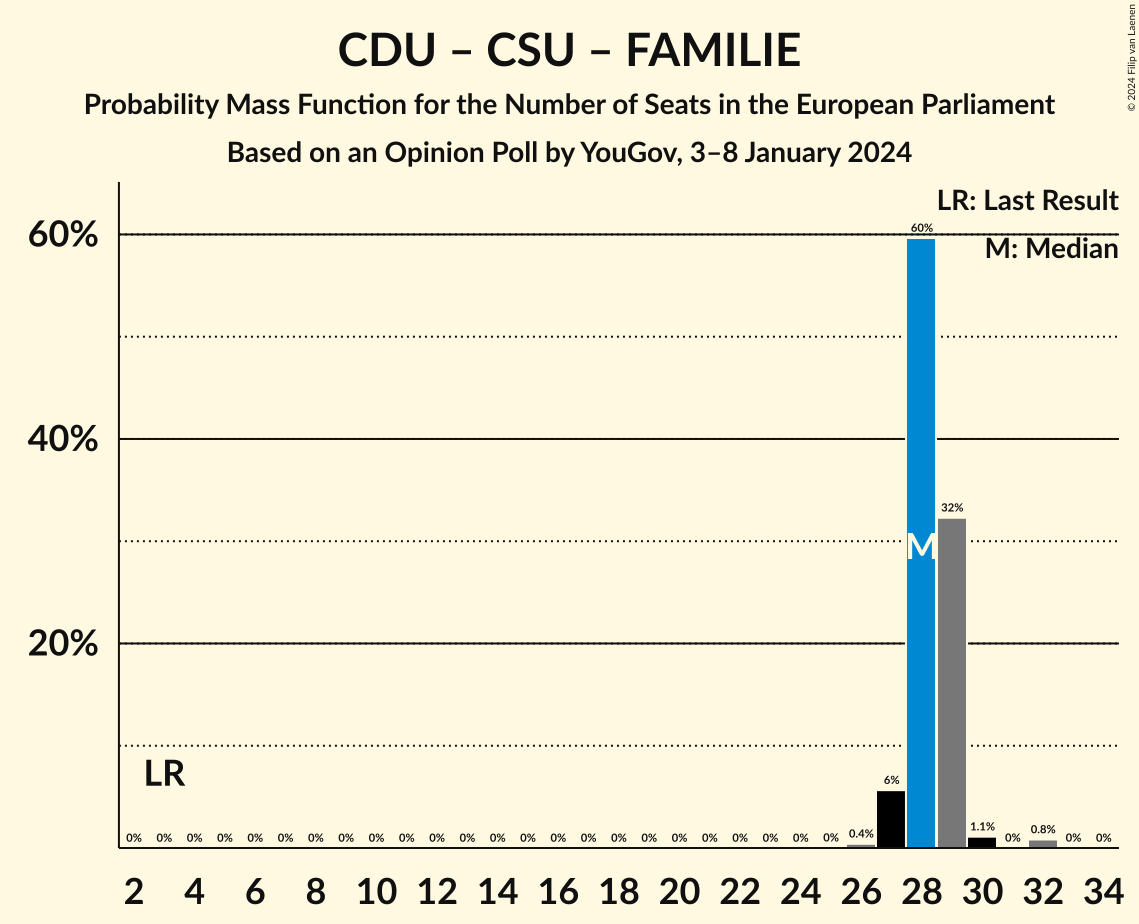 CDU – CSU – FAMILIE
Probability Mass Function for the Number of Seats in the European Parliament
Based on an Opinion Poll by YouGov, 3–8 January 2024
© 2024 Filip van Laenen
LR: Last Result
M: Median
60%
40%
20%
60%
32%
M
LR
6%
0% 0% 0% 0% 0% 0% 0% 0% 0% 0% 0% 0% 0% 0% 0% 0% 0% 0% 0% 0% 0% 0% 0% 0% 0.4% 1.1% 0% 0.8% 0% 0%
2 4 6 8 10 12 14 16 18 20 22 24 26 28 30 32 34